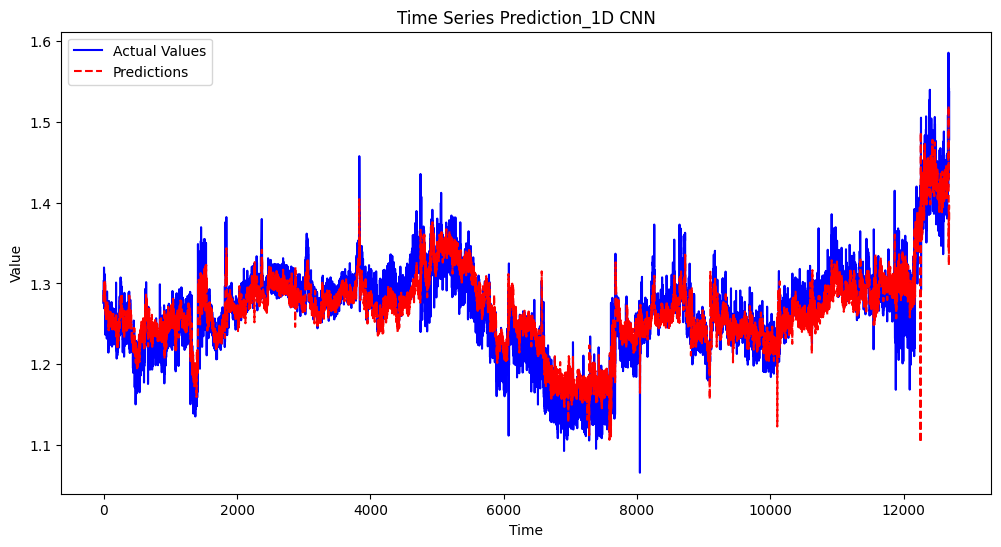 Time Series Prediction_1D CNN
Actual Values
Predictions
Value
1.6
1.5
1.4
1.3
1.2
1.1
0 2000 4000 6000 8000 10000 12000
Time